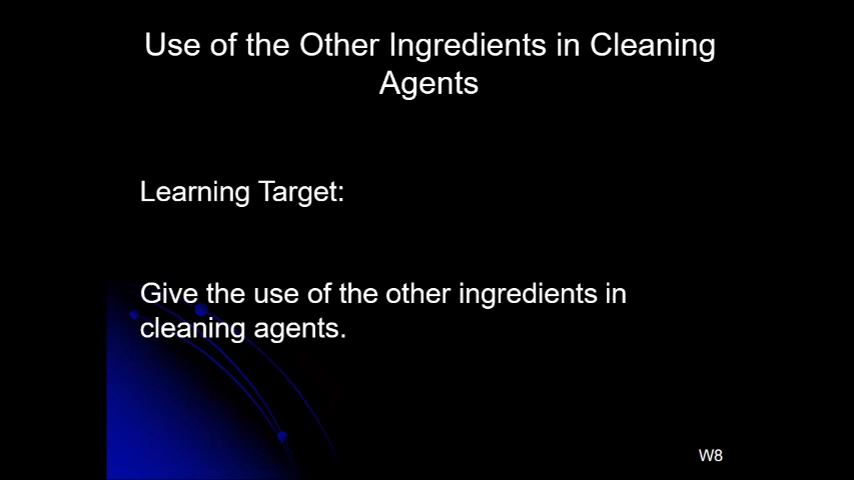 Use of the Other Ingredients in Cleaning
Agents
Learning Target:
Give the use of the other ingredients in
cleaning agents.
W8